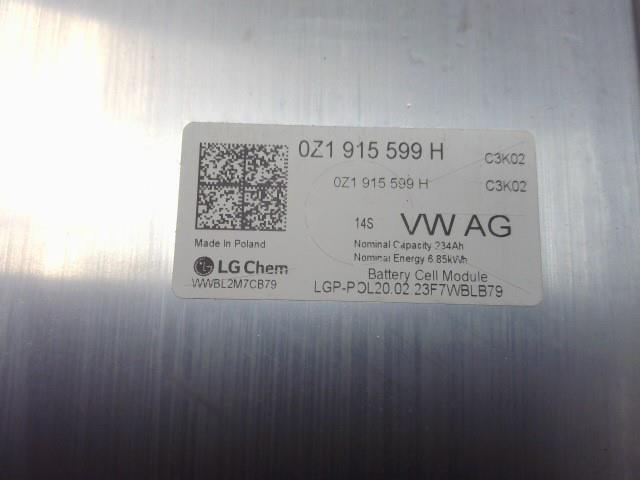 0Z1 915 599 H C3K02
0Z1 915 599 H C3K02
14S VW AG
Made In Poland
Nominal Capacity 234Ah
Nominal Energy 6.85kWh
LG Chem
Battery Cell Module
WWBL2M7CB79
LGP-POL20.02.23F7WBLB79